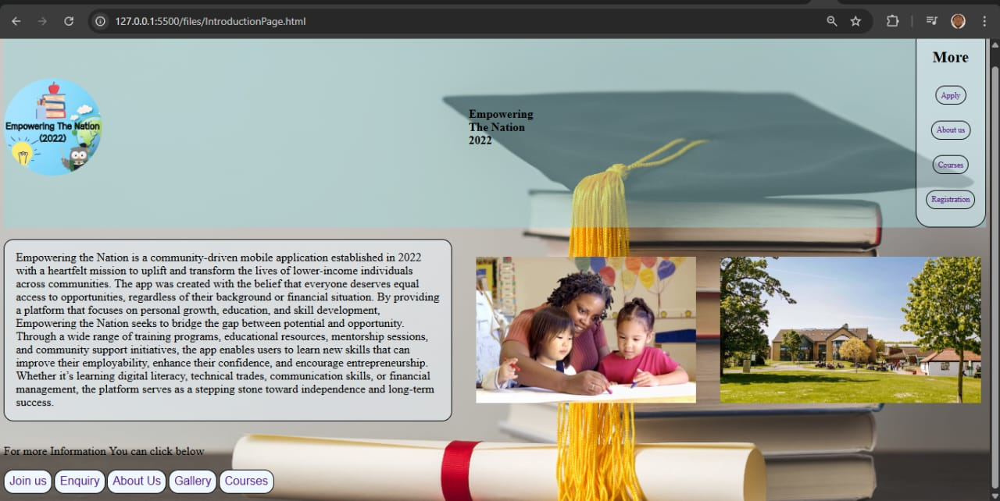 127.0.0.1:5500/files/IntroductionPage.html
Empowering The Nation
(2022)
Empowering
The Nation
2022
More
Apply
About us
Courses
Registration
Empowering the Nation is a community-driven mobile application established in 2022
with a heartfelt mission to uplift and transform the lives of lower-income individuals
across communities. The app was created with the belief that everyone deserves equal
access to opportunities, regardless of their background or financial situation. By providing
a platform that focuses on personal growth, education, and skill development,
Empowering the Nation seeks to bridge the gap between potential and opportunity.
Through a wide range of training programs, educational resources, mentorship sessions,
and community support initiatives, the app enables users to learn new skills that can
improve their employability, enhance their confidence, and encourage entrepreneurship.
Whether it’s learning digital literacy, technical trades, communication skills, or financial
management, the platform serves as a stepping stone toward independence and long-term
success.
For more Information You can click below
Join us Enquiry About Us Gallery Courses